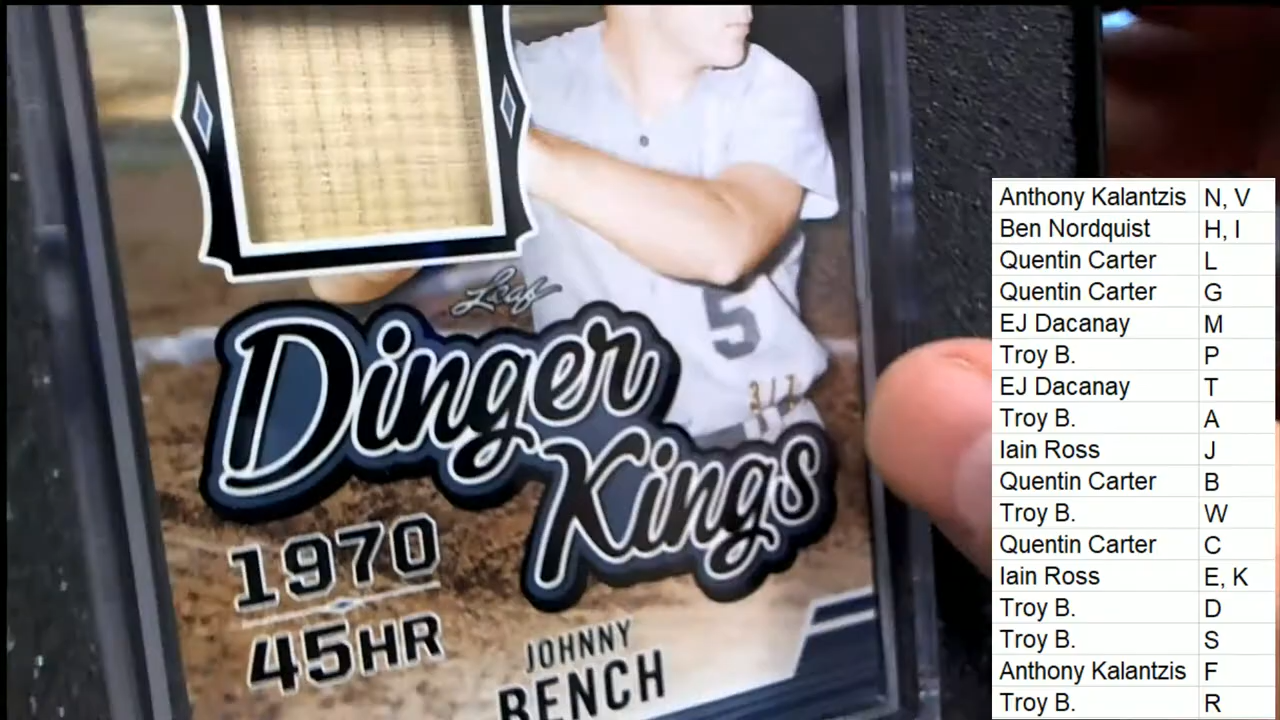 Leaf
5
Dinger
Kings
1970
45HR
JOHNNY
BENCH
Anthony Kalantzis N, V
Ben Nordquist H, I
Quentin Carter L
Quentin Carter G
EJ Dacanay M
Troy B. P
EJ Dacanay T
Troy B. A
Iain Ross J
Quentin Carter B
Troy B. W
Quentin Carter C
Iain Ross E, K
Troy B. D
Troy B. S
Anthony Kalantzis F
Troy B. R